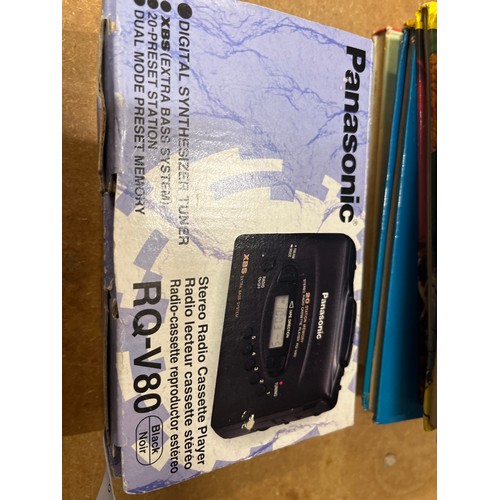 Panasonic
● DIGITAL SYNTHESIZER TUNER
● XBS (EXTRA BASS SYSTEM)
● 20-PRESET STATION
● DUAL MODE PRESET MEMORY
Panasonic
XBS
Stereo Radio Cassette Player
Radio lecteur cassette stéréo
Radio-cassette reproductor estéreo
RQ-V80
Black
Noir